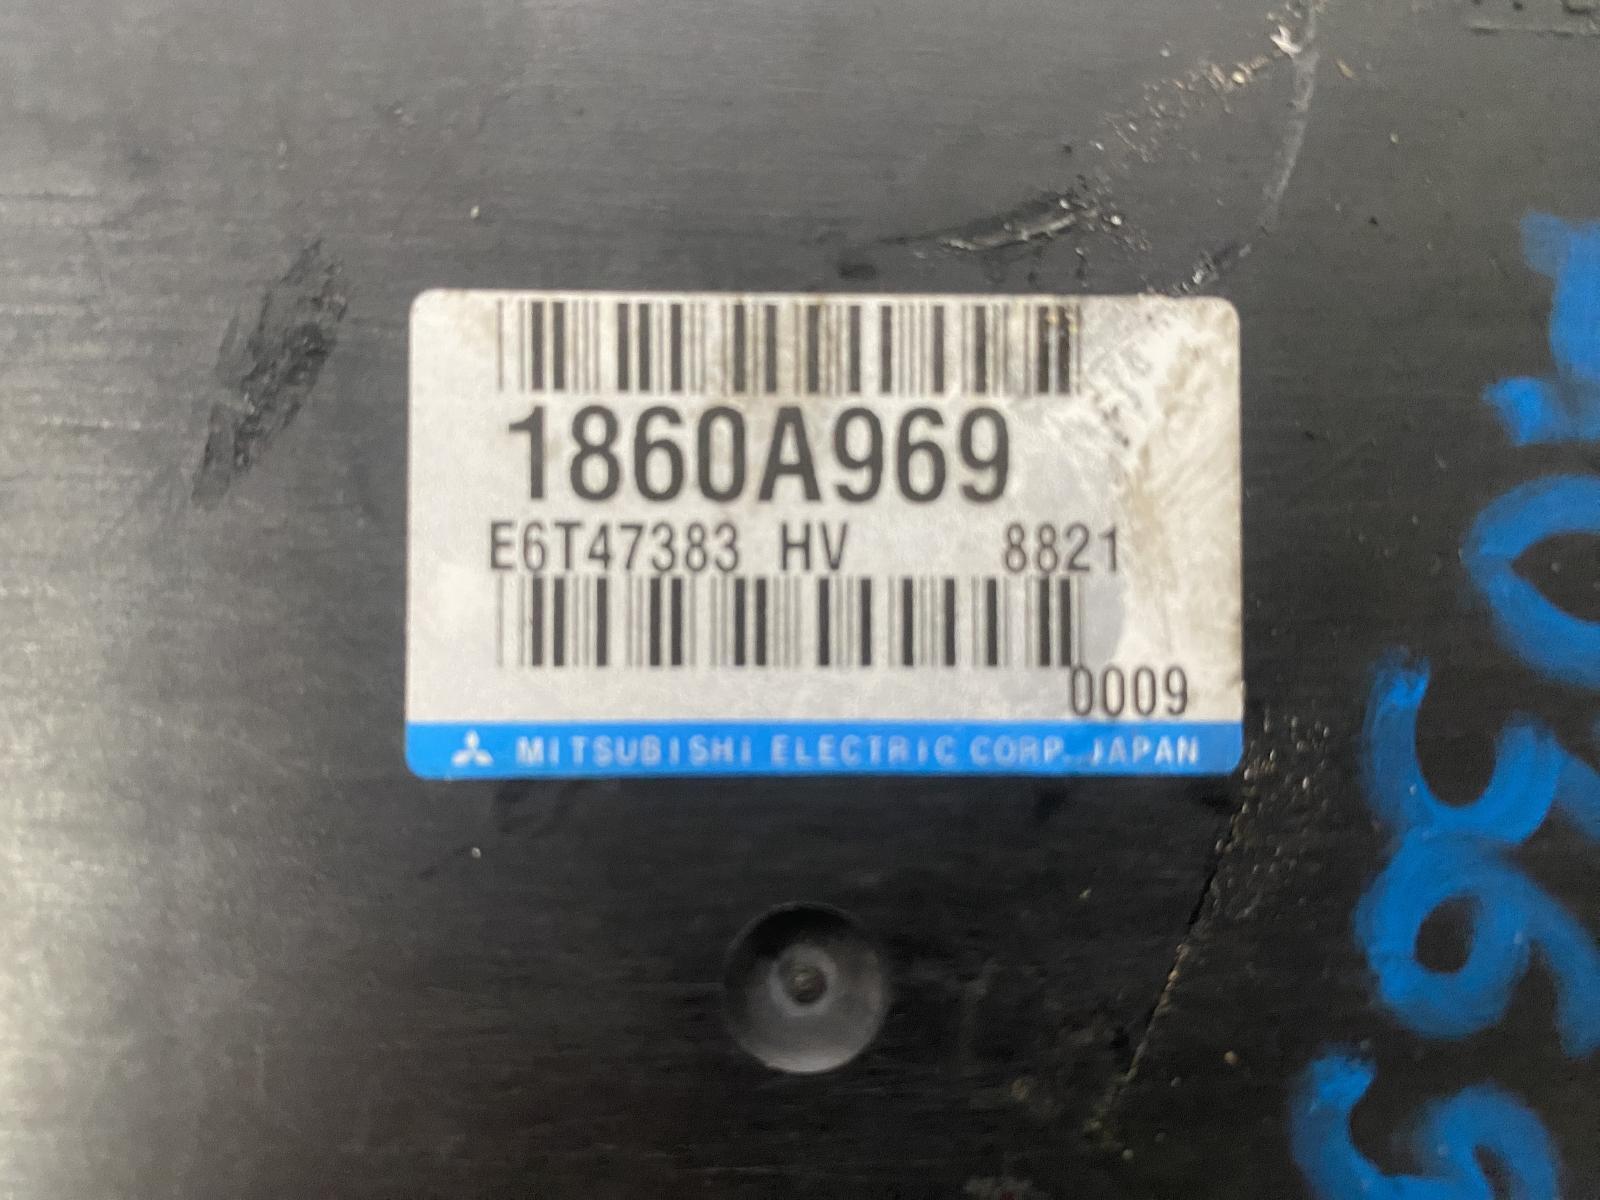 1860A969
E6T47383 HV 8821
0009
MITSUBISHI ELECTRIC CORP. JAPAN